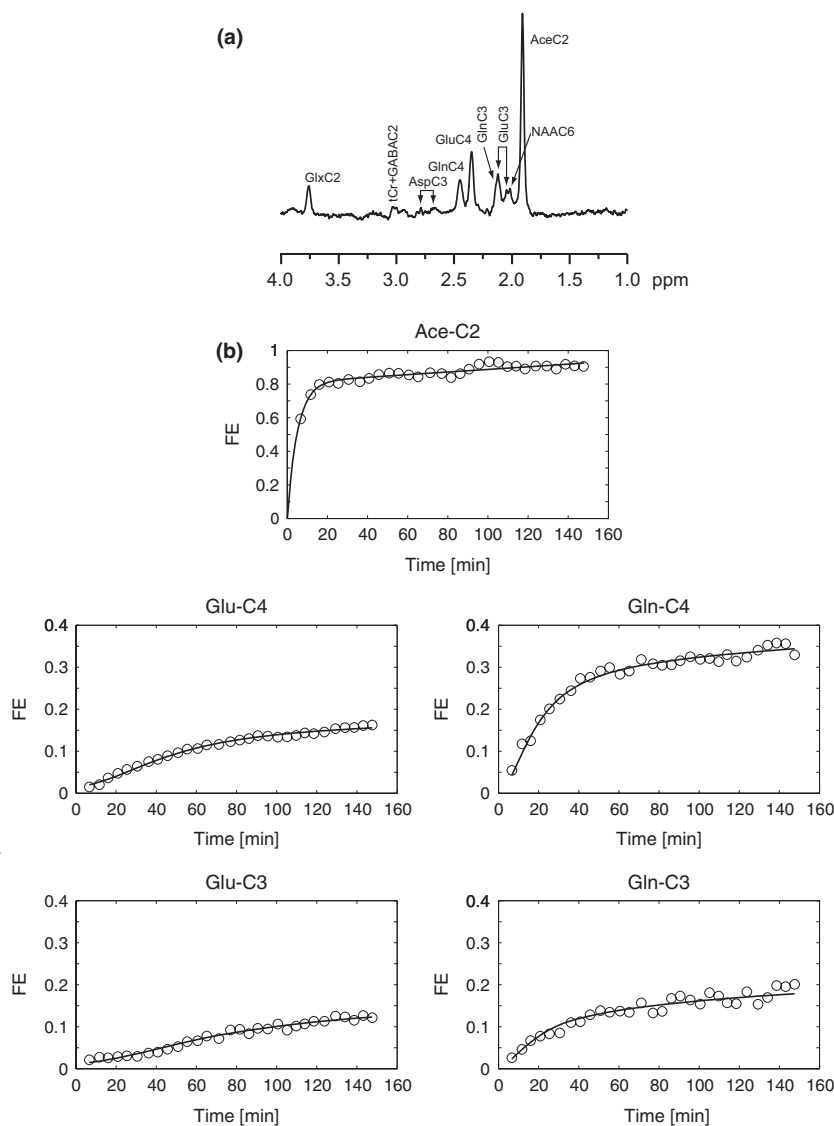 (a)
AceC2
GlnC3
GluC3
NAAC6
GluC4
tCr+GABAC2
GlnC4
AspC3
GlxC2
4.0 3.5 3.0 2.5 2.0 1.5 1.0 ppm
(b)
Ace-C2
FE
1
0.8
0.6
0.4
0.2
0
0 20 40 60 80 100 120 140 160
Time [min]
Glu-C4
FE
0.4
0.3
0.2
0.1
0
0 20 40 60 80 100 120 140 160
Time [min]
Gln-C4
FE
0.4
0.3
0.2
0.1
0
0 20 40 60 80 100 120 140 160
Time [min]
Glu-C3
FE
0.4
0.3
0.2
0.1
0
0 20 40 60 80 100 120 140 160
Time [min]
Gln-C3
FE
0.4
0.3
0.2
0.1
0
0 20 40 60 80 100 120 140 160
Time [min]